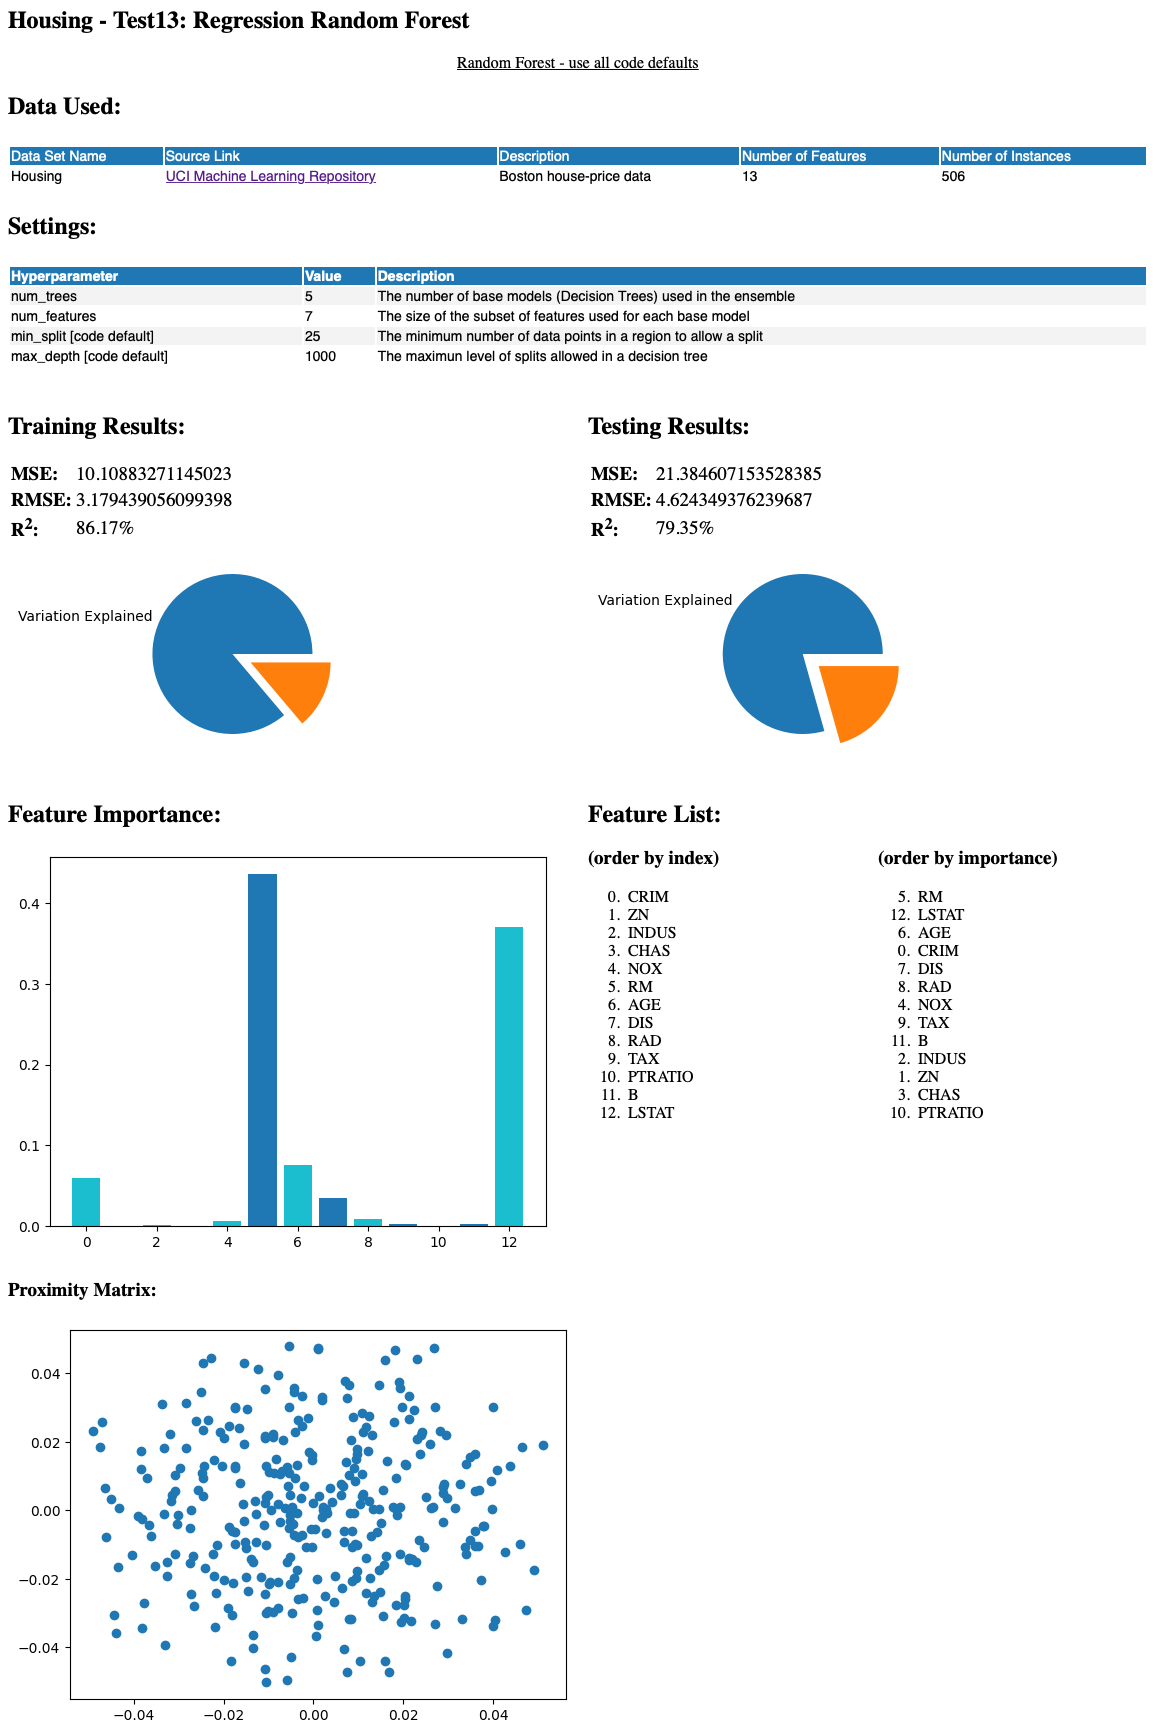 Housing - Test13: Regression Random Forest
Random Forest - use all code defaults
Data Used:
Data Set Name Source Link Description Number of Features Number of Instances
Housing UCI Machine Learning Repository Boston house-price data 13 506
Settings:
Hyperparameter Value Description
num_trees 5 The number of base models (Decision Trees) used in the ensemble
num_features 7 The size of the subset of features used for each base model
min_split [code default] 25 The minimum number of data points in a region to allow a split
max_depth [code default] 1000 The maximun level of splits allowed in a decision tree
Training Results:
MSE: 10.10883271145023
RMSE: 3.179439056099398
R²: 86.17%
Variation Explained
Testing Results:
MSE: 21.384607153528385
RMSE: 4.624349376239687
R²: 79.35%
Variation Explained
Feature Importance:
0.4
0.3
0.2
0.1
0.0
0 2 4 6 8 10 12
Feature List:
(order by index)
0. CRIM
1. ZN
2. INDUS
3. CHAS
4. NOX
5. RM
6. AGE
7. DIS
8. RAD
9. TAX
10. PTRATIO
11. B
12. LSTAT
(order by importance)
5. RM
12. LSTAT
6. AGE
0. CRIM
7. DIS
8. RAD
4. NOX
9. TAX
11. B
2. INDUS
1. ZN
3. CHAS
10. PTRATIO
Proximity Matrix:
0.04
0.02
0.00
−0.02
−0.04
−0.04 −0.02 0.00 0.02 0.04